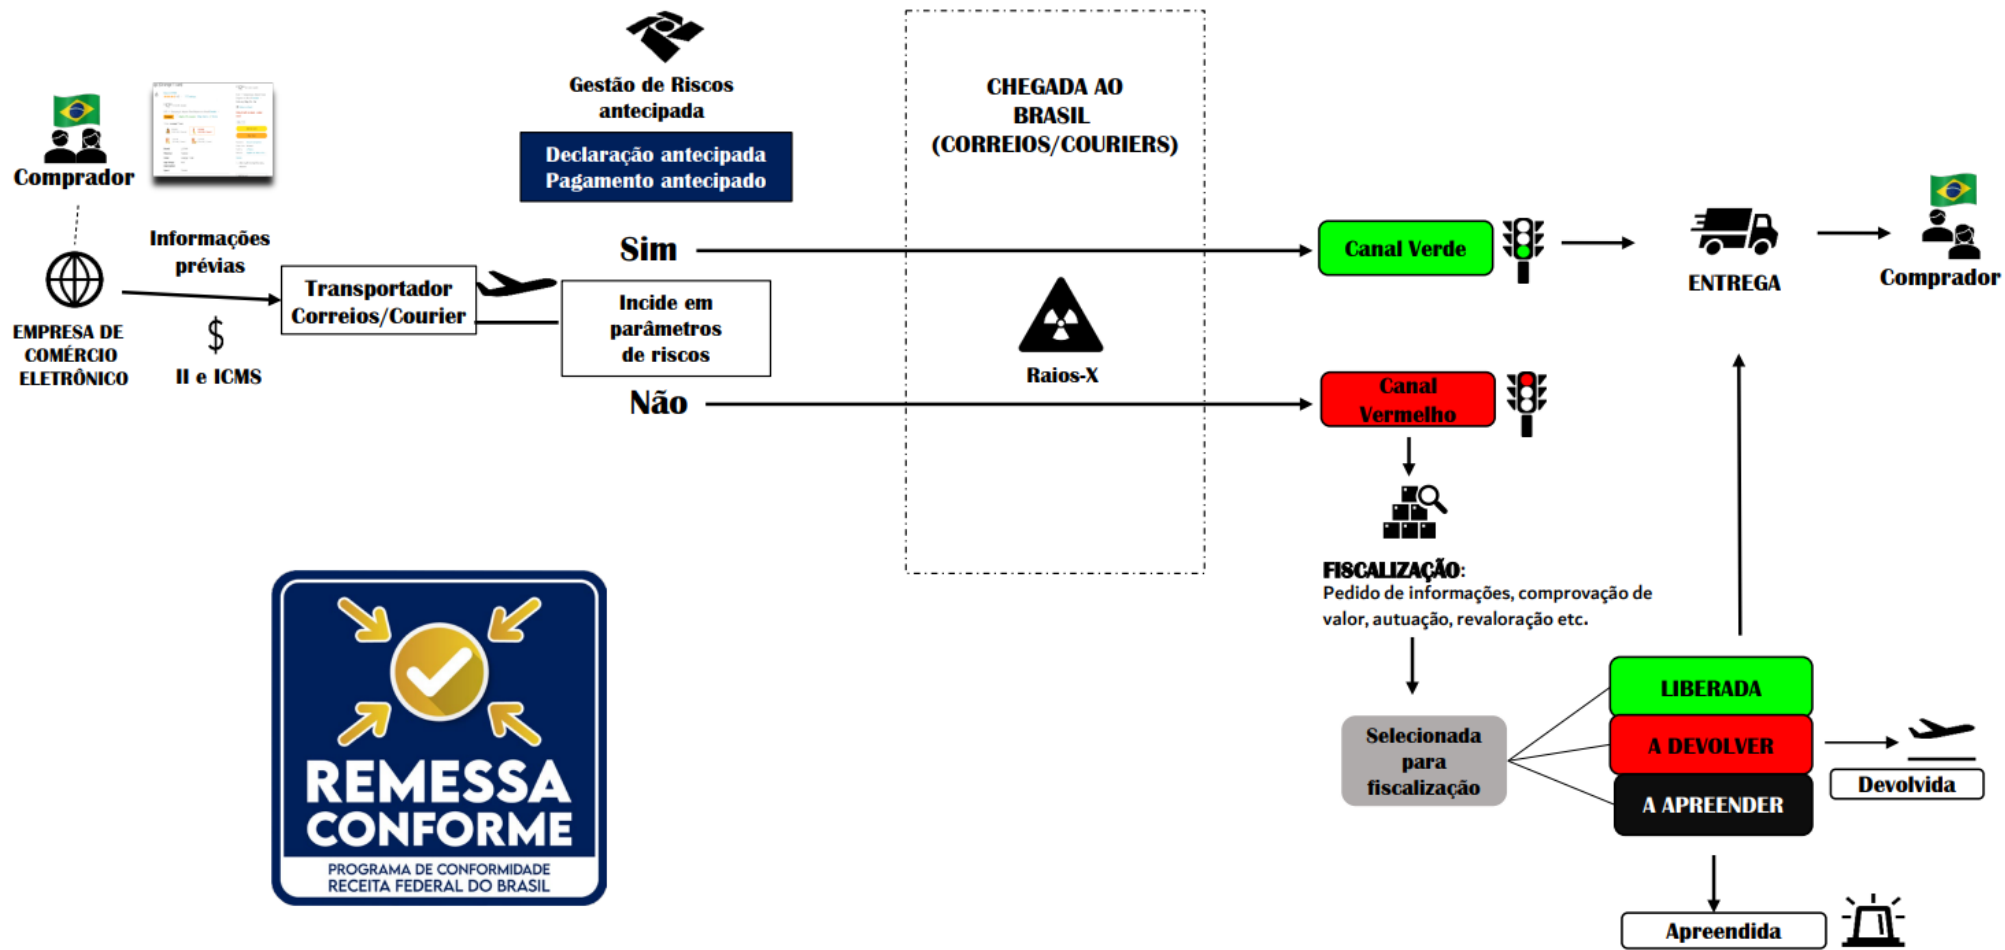 Comprador
EMPRESA DE
COMÉRCIO
ELETRÔNICO
Informações
prévias
$
II e ICMS
Transportador
Correios/Courier
Gestão de Riscos
antecipada
Declaração antecipada
Pagamento antecipado
Sim
Incide em
parâmetros
de riscos
Não
CHEGADA AO
BRASIL
(CORREIOS/COURIERS)
Raios-X
Canal Verde
ENTREGA
Comprador
Canal
Vermelho
FISCALIZAÇÃO:
Pedido de informações, comprovação de
valor, autuação, revaloração etc.
Selecionada
para
fiscalização
LIBERADA
A DEVOLVER
A APREENDER
Devolvida
Apreendida
REMESSA
CONFORME
PROGRAMA DE CONFORMIDADE
RECEITA FEDERAL DO BRASIL